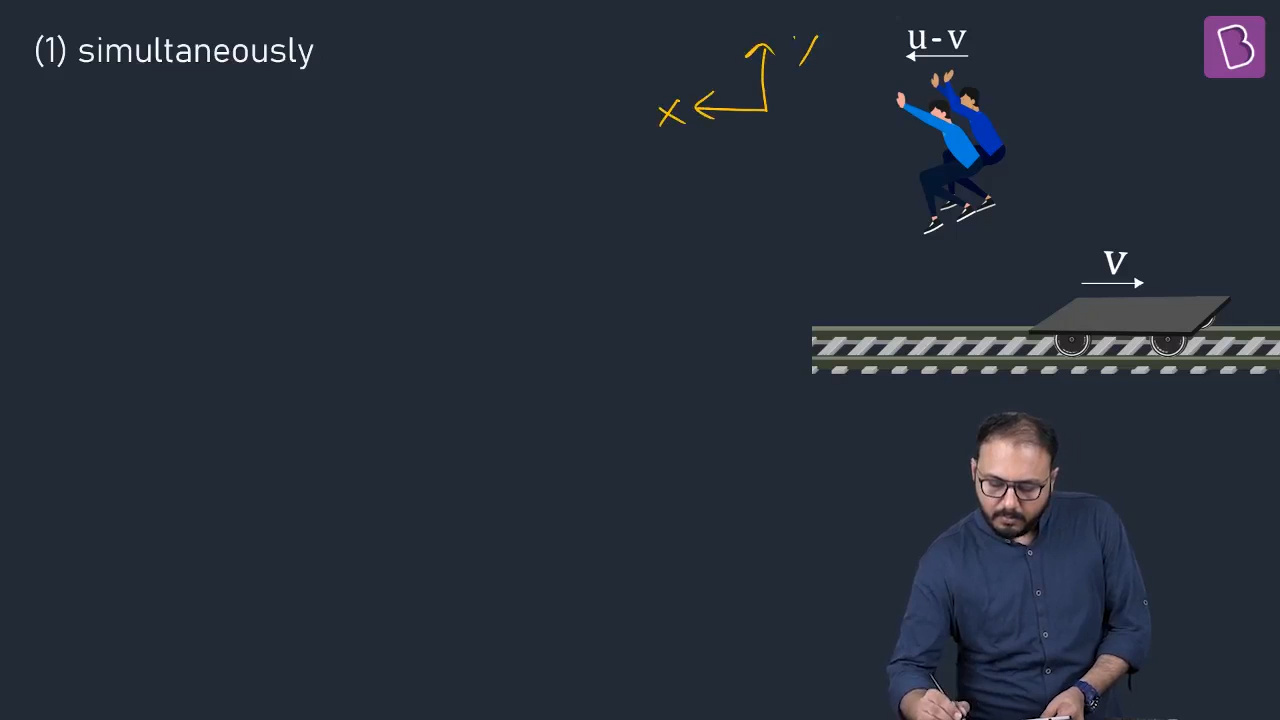 (1) simultaneously
u - v
x
v